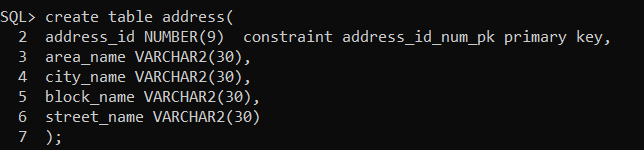 SQL> create table address(
2 address_id NUMBER(9)  constraint address_id_num_pk primary key,
3 area_name VARCHAR2(30),
4 city_name VARCHAR2(30),
5 block_name VARCHAR2(30),
6 street_name VARCHAR2(30)
7 );